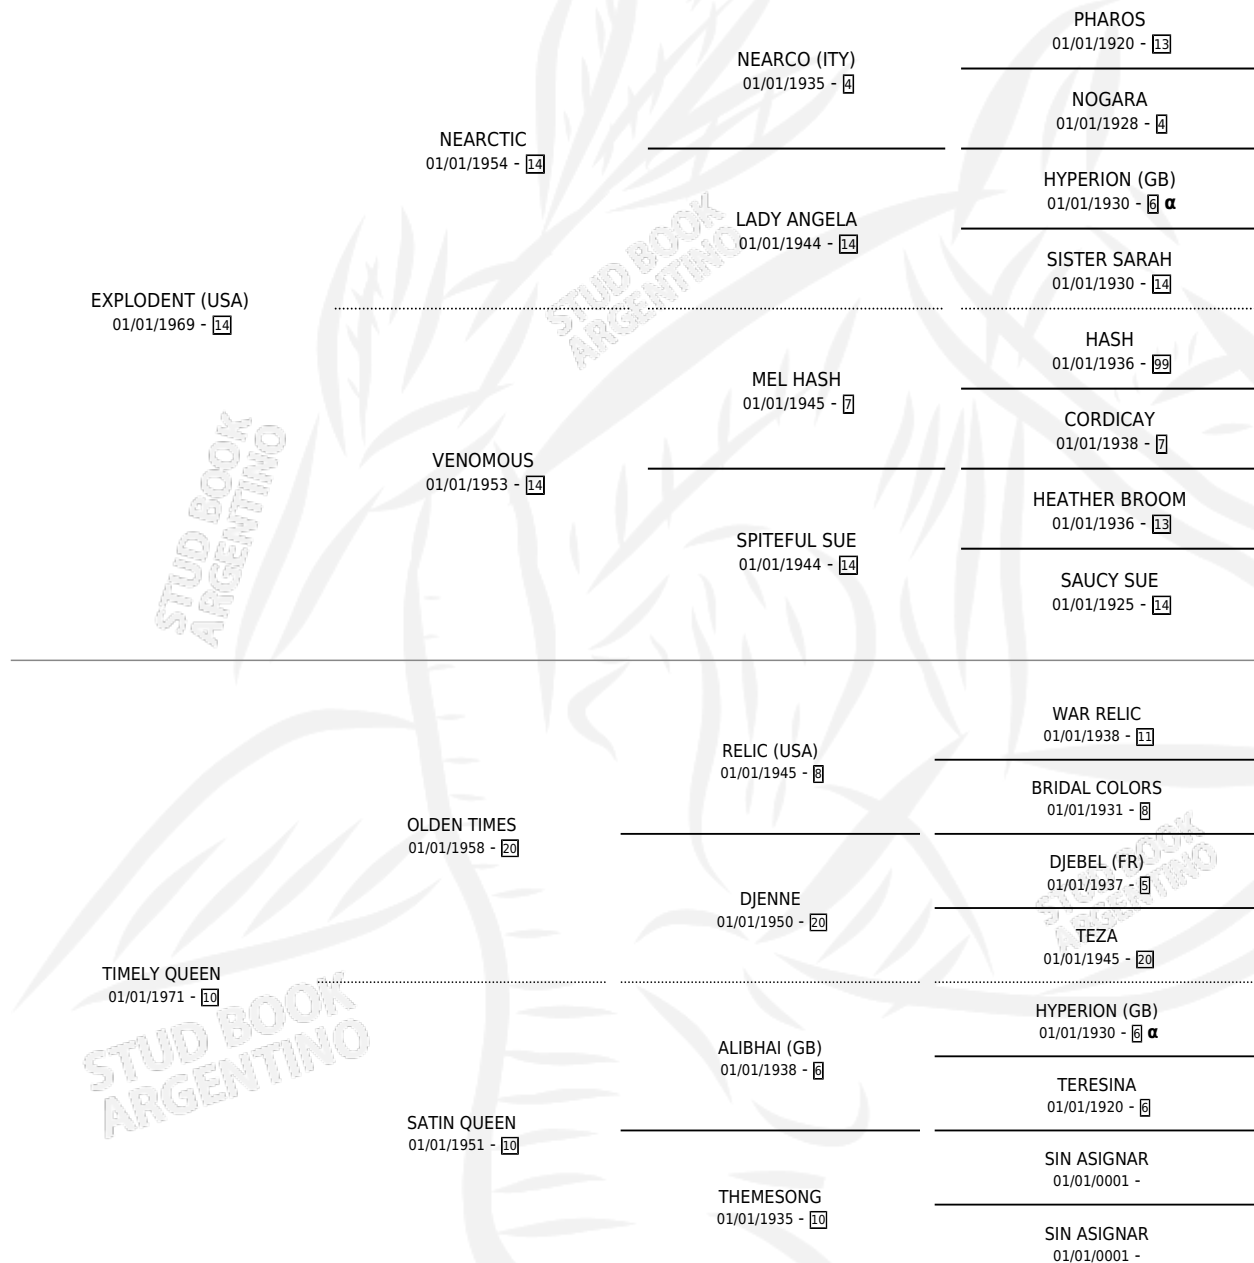 PHAROS
01/01/1920 - 13
NEARCO (ITY)
01/01/1935 - 4
NOGARA
01/01/1928 - 4
NEARCTIC
01/01/1954 - 14
HYPERION (GB)
01/01/1930 - 6 α
LADY ANGELA
01/01/1944 - 14
SISTER SARAH
01/01/1930 - 14
STUD BOOK
ARGENTINO
EXPLODENT (USA)
01/01/1969 - 14
HASH
01/01/1936 - 99
MEL HASH
01/01/1945 - 7
CORDICAY
01/01/1938 - 7
VENOMOUS
01/01/1953 - 14
HEATHER BROOM
01/01/1936 - 13
SPITEFUL SUE
01/01/1944 - 14
SAUCY SUE
01/01/1925 - 14
STUD BOOK
ARGENTINO
WAR RELIC
01/01/1938 - 11
RELIC (USA)
01/01/1945 - 8
BRIDAL COLORS
01/01/1931 - 8
OLDEN TIMES
01/01/1958 - 20
DJEBEL (FR)
01/01/1937 - 5
DJENNE
01/01/1950 - 20
TEZA
01/01/1945 - 20
STUD BOOK
ARGENTINO
TIMELY QUEEN
01/01/1971 - 10
HYPERION (GB)
01/01/1930 - 6 α
ALIBHAI (GB)
01/01/1938 - 6
TERESINA
01/01/1920 - 6
STUD BOOK
ARGENTINO
SATIN QUEEN
01/01/1951 - 10
SIN ASIGNAR
01/01/0001 -
THEMESONG
01/01/1935 - 10
SIN ASIGNAR
01/01/0001 -